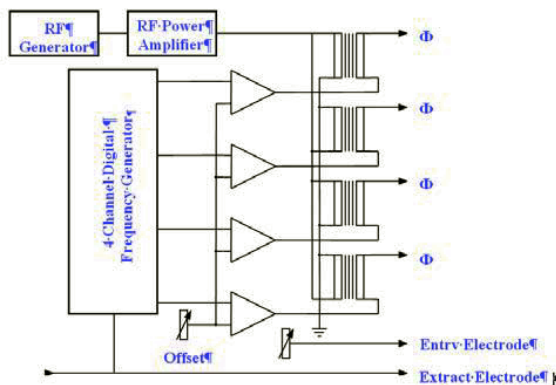 RF¶
Generator¶
RF·Power
Amplifier¶
Φ
Φ
Φ
Φ
4·Channel·Digital·¶
Frequency·Generator¶
Offset¶
Entry·Electrode¶
Extract·Electrode¶